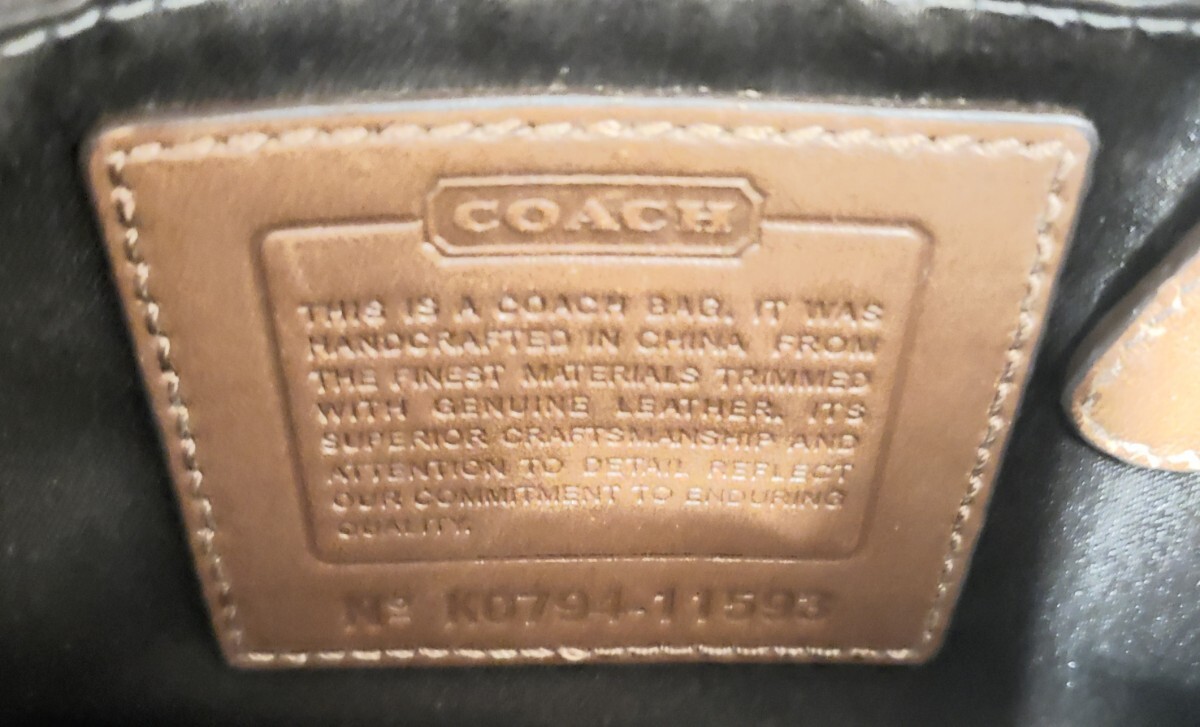 COACH
THIS IS A COACH BAG. IT WAS
HANDCRAFTED IN CHINA FROM
THE FINEST MATERIALS TRIMMED
WITH GENUINE LEATHER. ITS
SUPERIOR CRAFTSMANSHIP AND
ATTENTION TO DETAIL REFLECT
OUR COMMITMENT TO ENDURING
QUALITY.
Nº K0794-11593